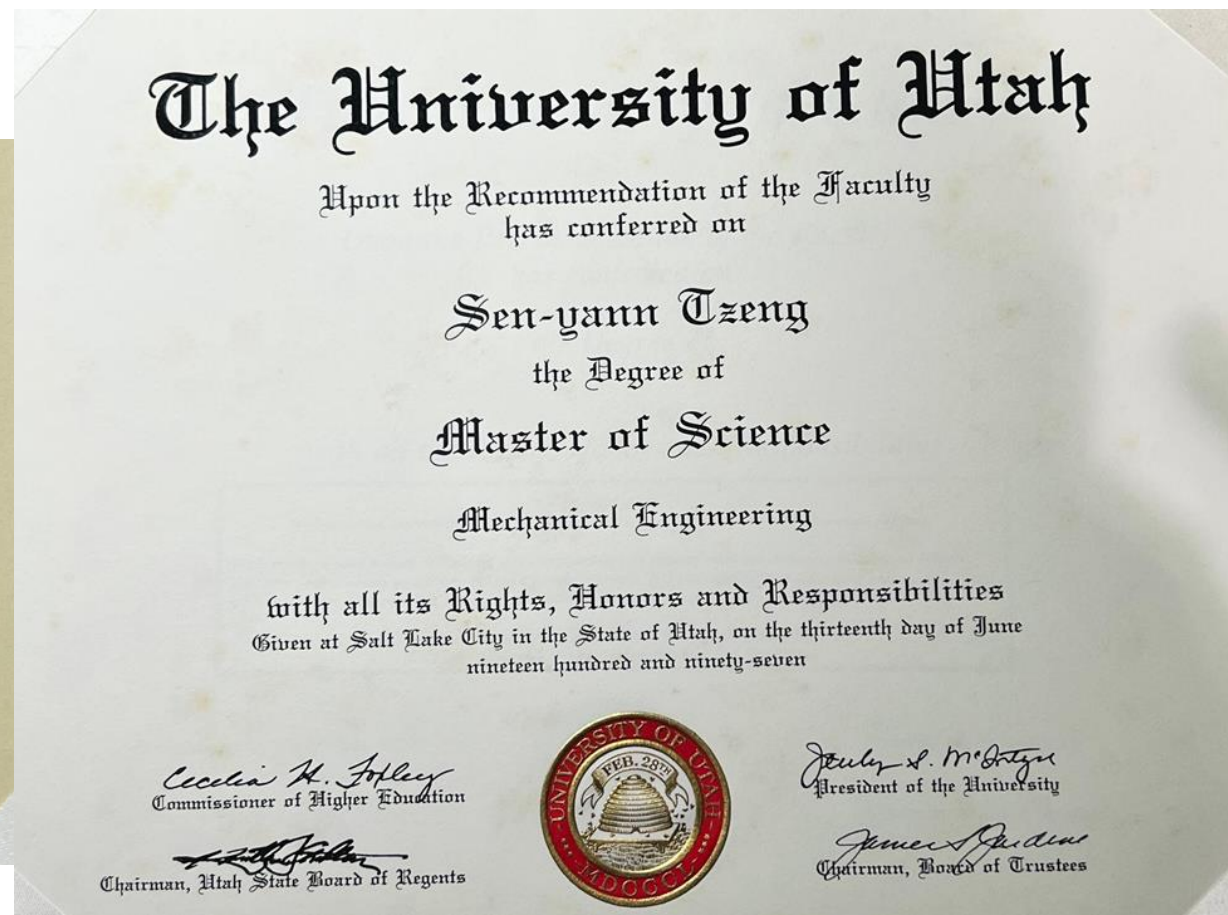 The University of Utah
Upon the Recommendation of the Faculty
has conferred on
Sen-yann Tzeng
the Degree of
Master of Science
Mechanical Engineering
with all its Rights, Honors and Responsibilities
Given at Salt Lake City in the State of Utah, on the thirteenth day of June
nineteen hundred and ninety-seven
Cecelia H. Foxley
Commissioner of Higher Education
Chairman, Utah State Board of Regents
UNIVERSITY OF UTAH
FEB. 28TH
MDCCCL
President of the University
James S. Jardine
Chairman, Board of Trustees